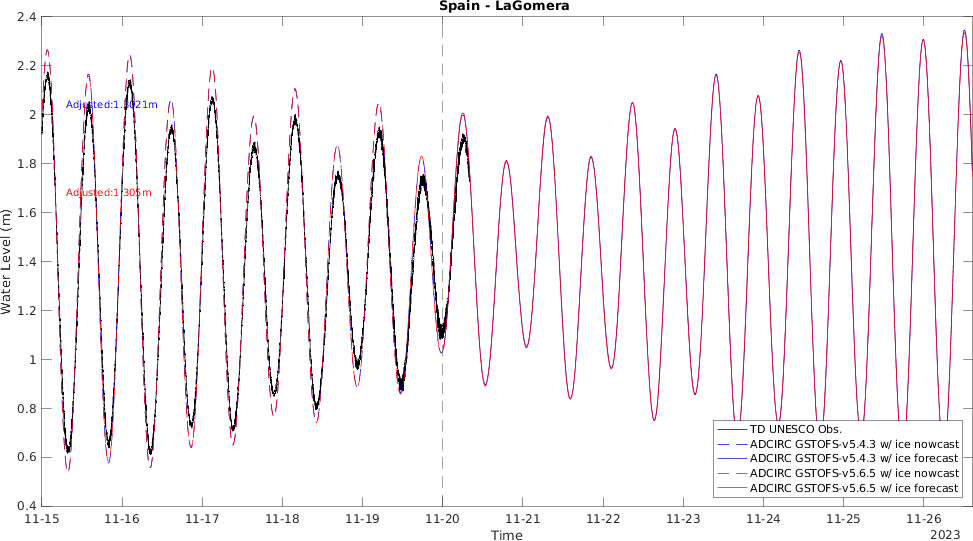 Spain - LaGomera
2.4
2.2
2
1.8
1.6
1.4
1.2
1
0.8
0.6
0.4
Water Level (m)
Adjusted:1.3021m
Adjusted:1.305m
TD UNESCO Obs.
ADCIRC GSTOFS-v5.4.3 w/ ice nowcast
ADCIRC GSTOFS-v5.4.3 w/ ice forecast
ADCIRC GSTOFS-v5.6.5 w/ ice nowcast
ADCIRC GSTOFS-v5.6.5 w/ ice forecast
11-15 11-16 11-17 11-18 11-19 11-20 11-21 11-22 11-23 11-24 11-25 11-26
Time
2023